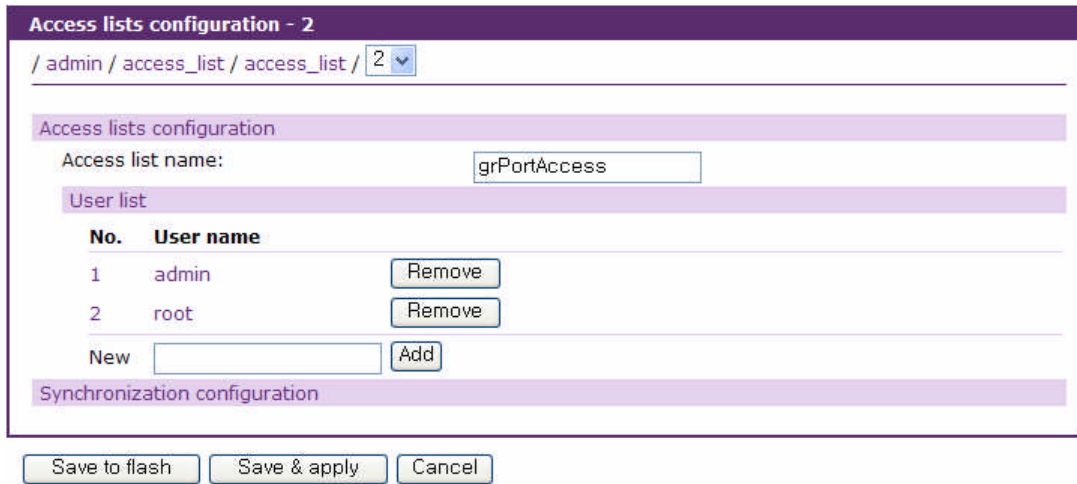 Access lists configuration - 2
/ admin / access_list / access_list / 2
Access lists configuration
Access list name: grPortAccess
User list
No. User name
1 admin Remove
2 root Remove
New Add
Synchronization configuration
Save to flash Save & apply Cancel